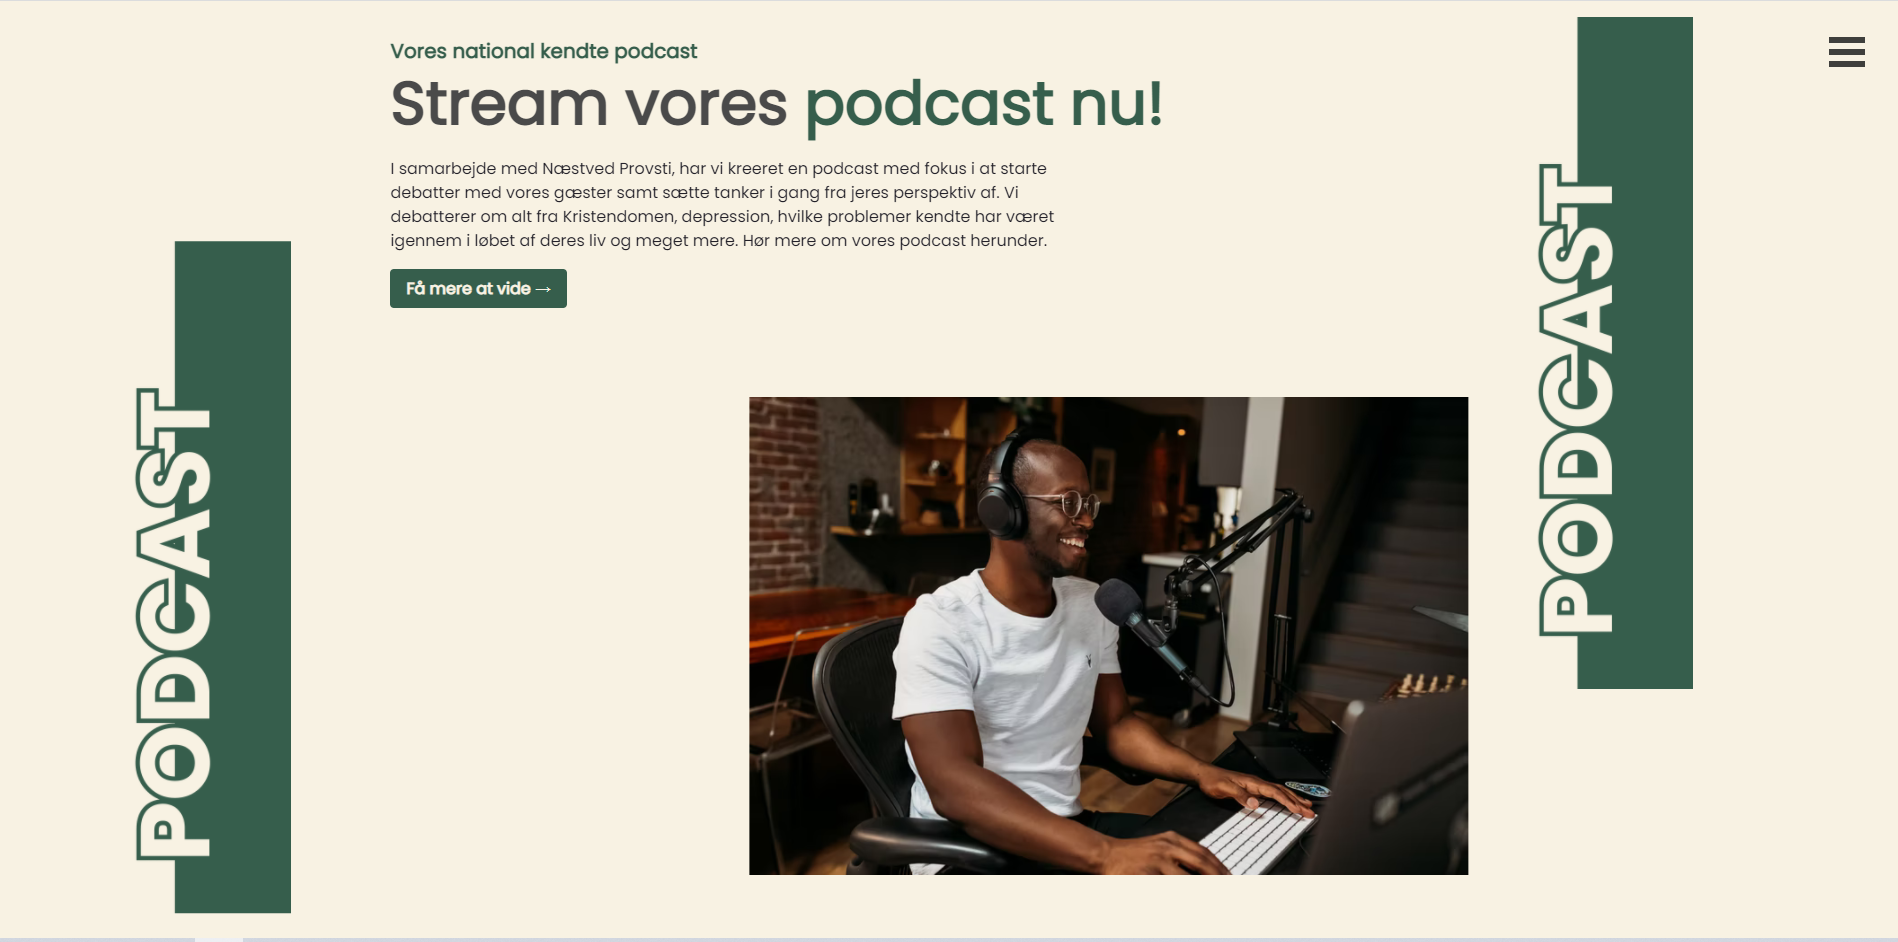 Vores national kendte podcast
Stream vores podcast nu!
I samarbejde med Næstved Provsti, har vi kreeret en podcast med fokus i at starte
debatter med vores gæster samt sætte tanker i gang fra jeres perspektiv af. Vi
debatterer om alt fra Kristendomen, depression, hvilke problemer kendte har været
igennem i løbet af deres liv og meget mere. Hør mere om vores podcast herunder.
Få mere at vide →
PODCAST
PODCAST